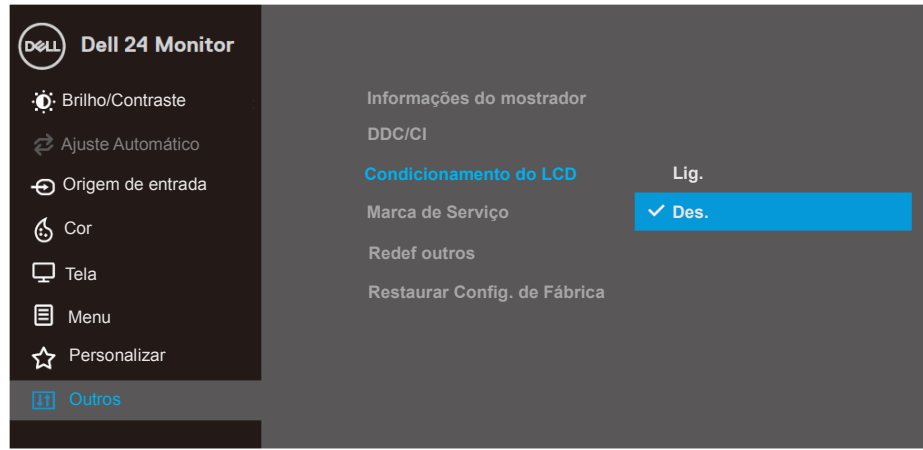 DELL Dell 24 Monitor
Brilho/Contraste
Ajuste Automático
Origem de entrada
Cor
Tela
Menu
Personalizar
Outros
Informações do mostrador
DDC/CI
Condicionamento do LCD
Marca de Serviço
Redef outros
Restaurar Config. de Fábrica
Lig.
Des.